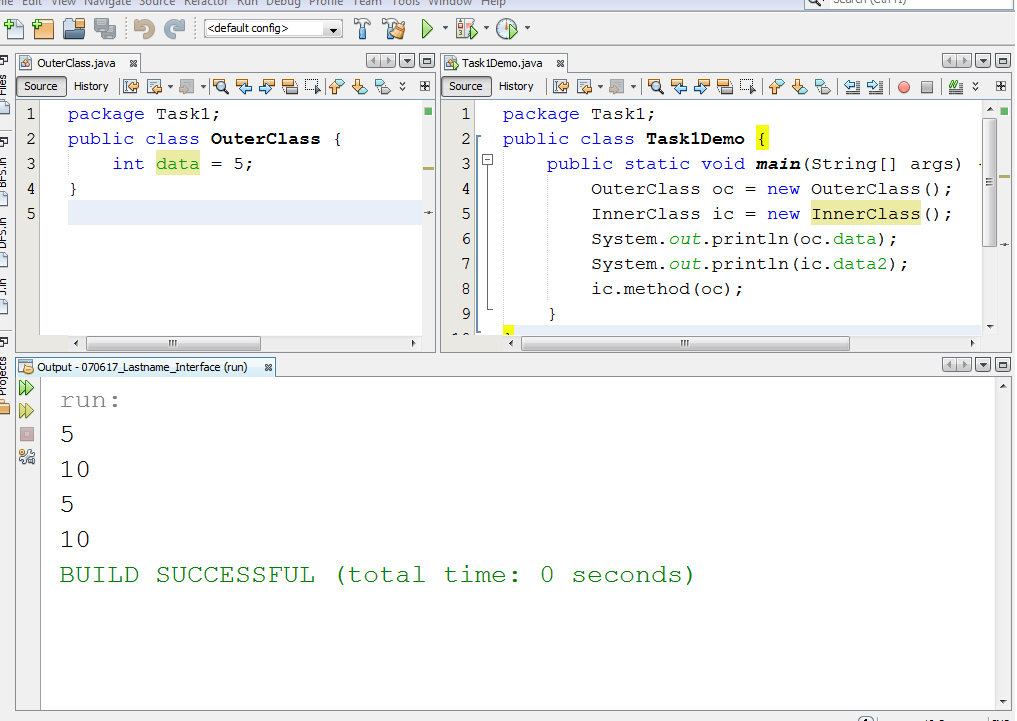 Edit View Navigate Source Refactor Run Debug Profile Team Tools Window Help
Search (Ctrl+I)
<default config>
OuterClass.java
Source History
1 package Task1;
2 public class OuterClass {
3 int data = 5;
4 }
5
Task1Demo.java
Source History
1 package Task1;
2 public class Task1Demo {
3 public static void main(String[] args) {
4 OuterClass oc = new OuterClass();
5 InnerClass ic = new InnerClass();
6 System.out.println(oc.data);
7 System.out.println(ic.data2);
8 ic.method(oc);
9 }
Files
BFS.in
DFS.in
J.in
Projects
Output - 070617_Lastname_Interface (run)
run:
5
10
5
10
BUILD SUCCESSFUL (total time: 0 seconds)